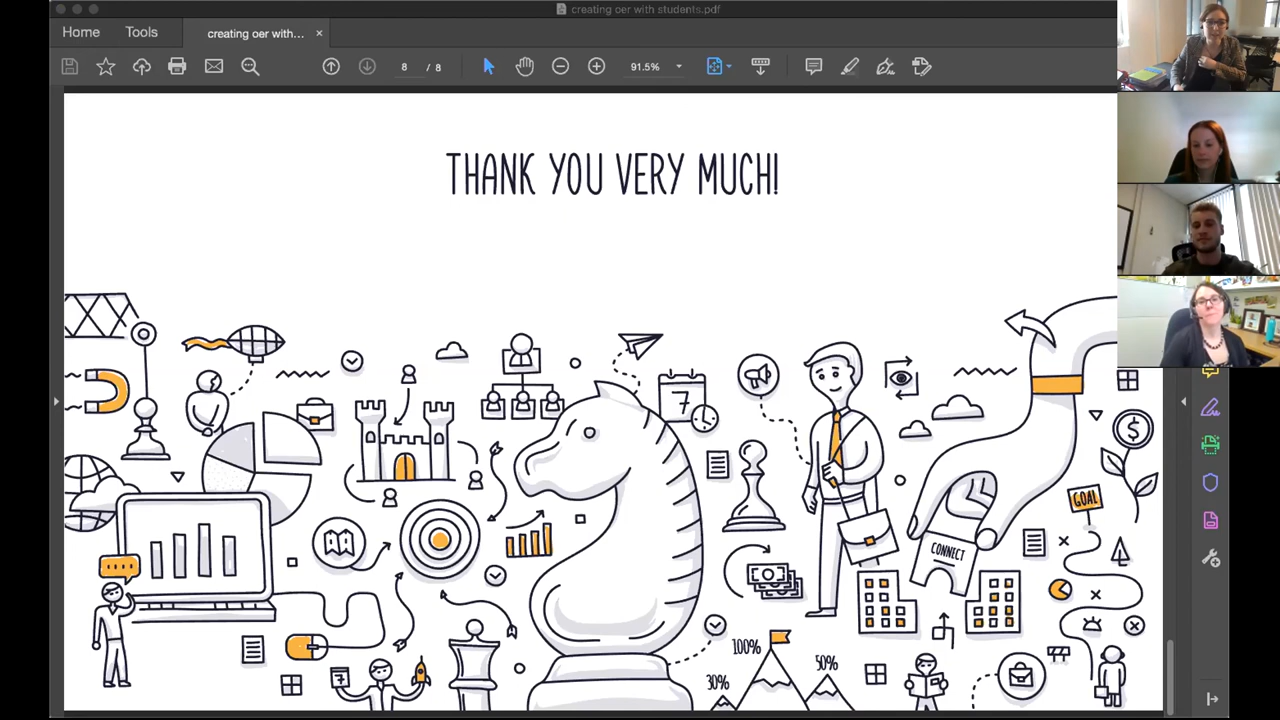 creating oer with students.pdf
Home
Tools
creating oer with...
8 / 8
91.5%
THANK YOU VERY MUCH!
7
$
GOAL
CONNECT
100%
50%
30%
7